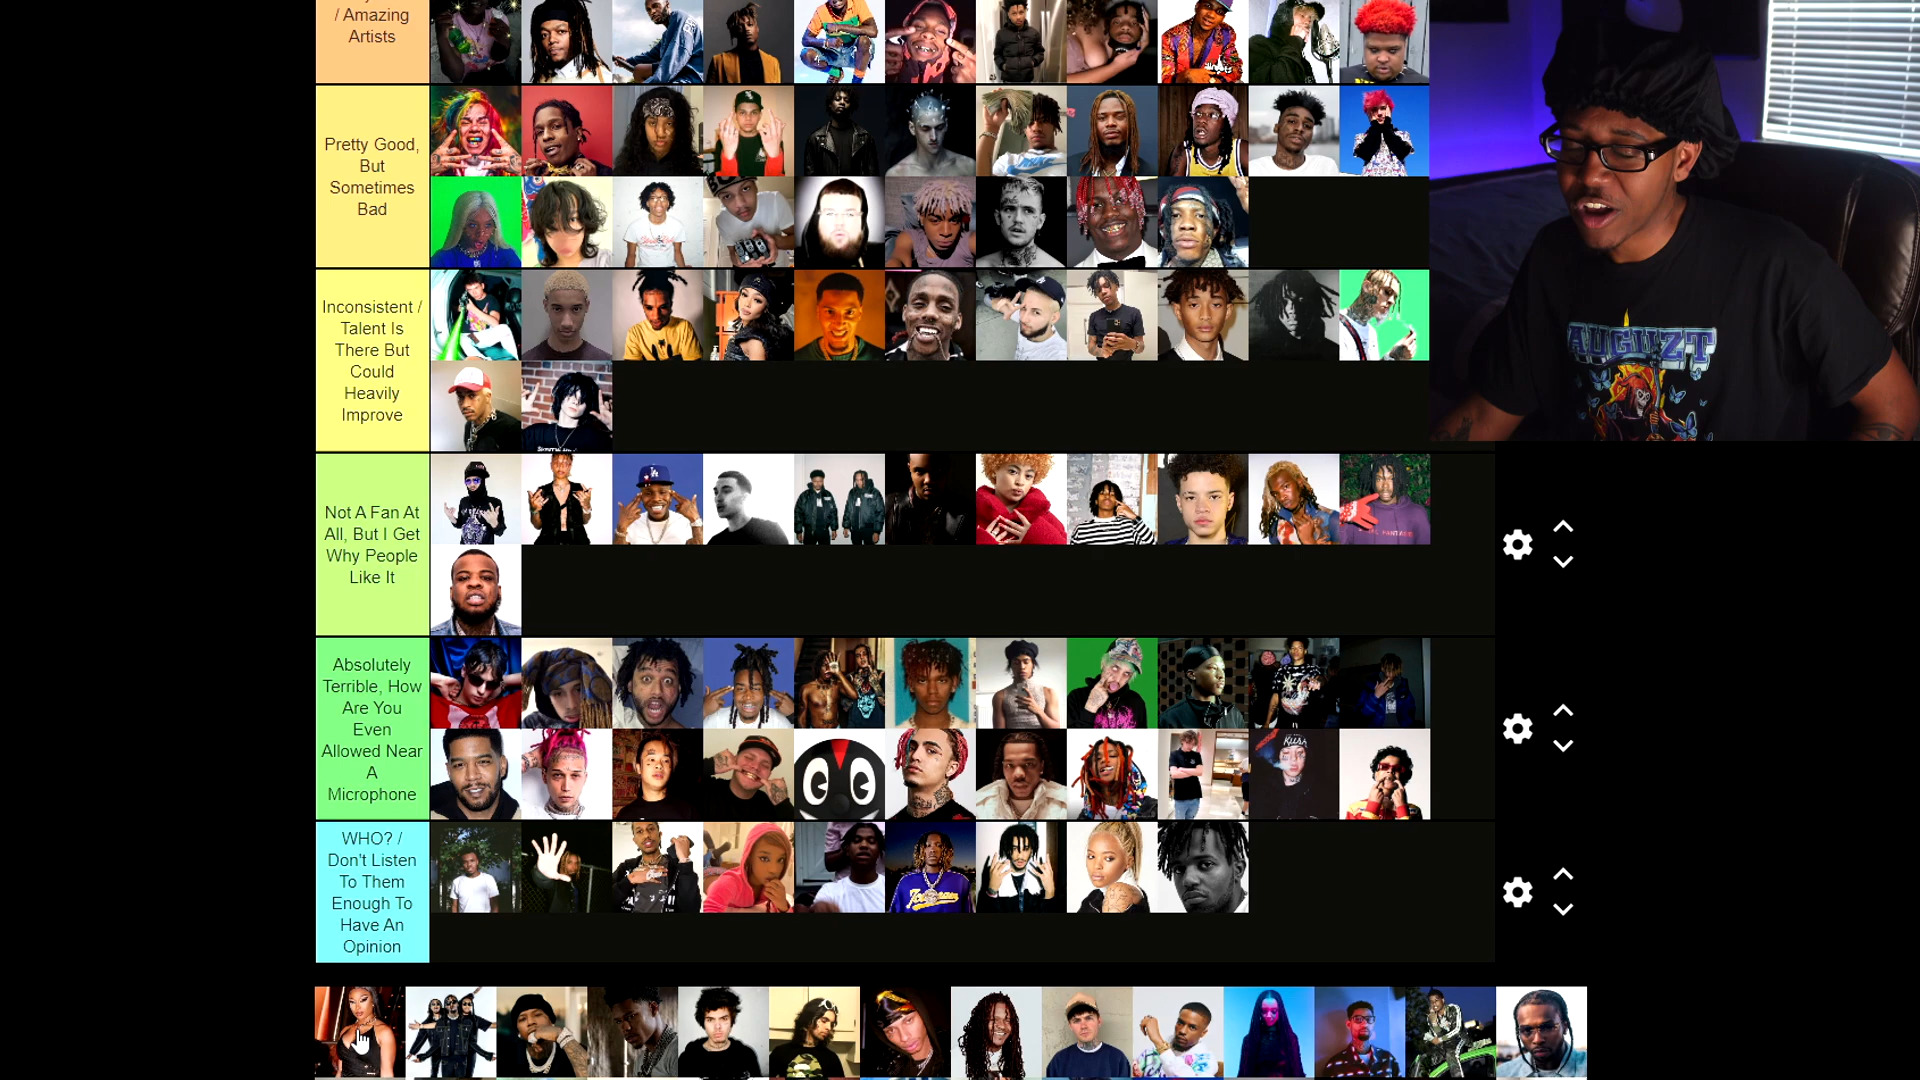 / Amazing
Artists
Pretty Good,
But
Sometimes
Bad
Inconsistent /
Talent Is
There But
Could
Heavily
Improve
Not A Fan At
All, But I Get
Why People
Like It
Absolutely
Terrible, How
Are You
Even
Allowed Near
A
Microphone
WHO? /
Don't Listen
To Them
Enough To
Have An
Opinion
AUGUZT